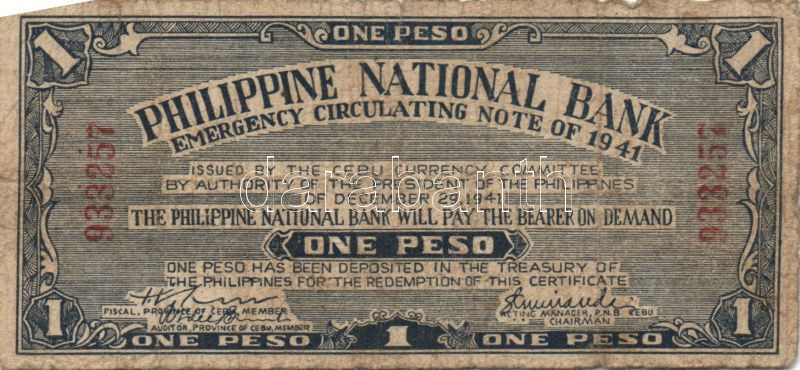 1 ONE PESO 1
PHILIPPINE NATIONAL BANK
EMERGENCY CIRCULATING NOTE OF 1941
ISSUED BY THE CEBU CURRENCY COMMITTEE
BY AUTHORITY OF THE PRESIDENT OF THE PHILIPPINES
OF DECEMBER 29, 1941
THE PHILIPPINE NATIONAL BANK WILL PAY THE BEARER ON DEMAND
ONE PESO
ONE PESO HAS BEEN DEPOSITED IN THE TREASURY OF
THE PHILIPPINES FOR THE REDEMPTION OF THIS CERTIFICATE
933257
933257
FISCAL, PROVINCE OF CEBU, MEMBER
AUDITOR, PROVINCE OF CEBU, MEMBER
ACTING MANAGER, P.N.B. CEBU
CHAIRMAN
1 ONE PESO 1 ONE PESO 1
darabanth